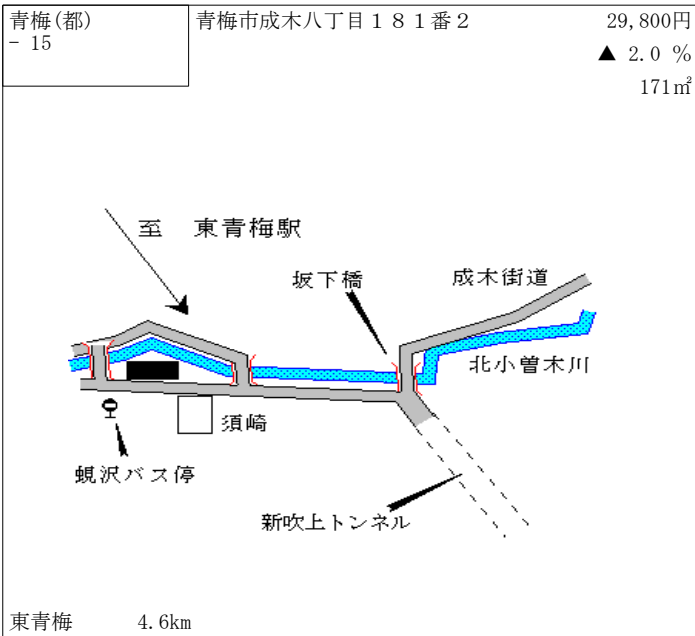 青梅(都)
- 15
青梅市成木八丁目１８１番２
29,800円
▲ 2.0 %
171㎡
至　東青梅駅
坂下橋
成木街道
北小曽木川
須崎
蜆沢バス停
新吹上トンネル
東青梅　4.6km